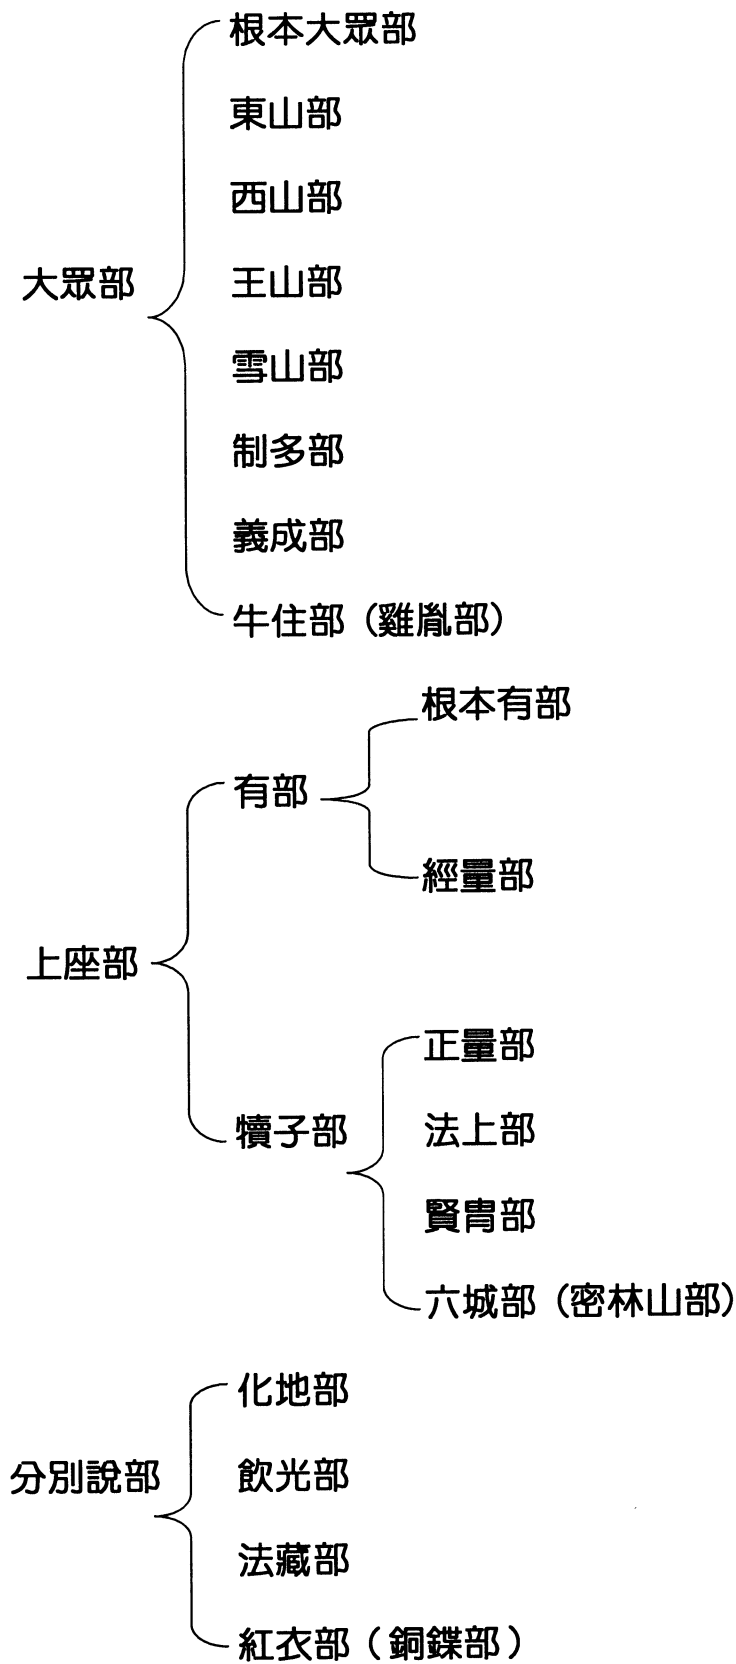 大眾部
根本大眾部
東山部
西山部
王山部
雪山部
制多部
義成部
牛住部（雞胤部）
上座部
有部
根本有部
經量部
犢子部
正量部
法上部
賢冑部
六城部（密林山部）
分別說部
化地部
飲光部
法藏部
紅衣部（銅鍱部）